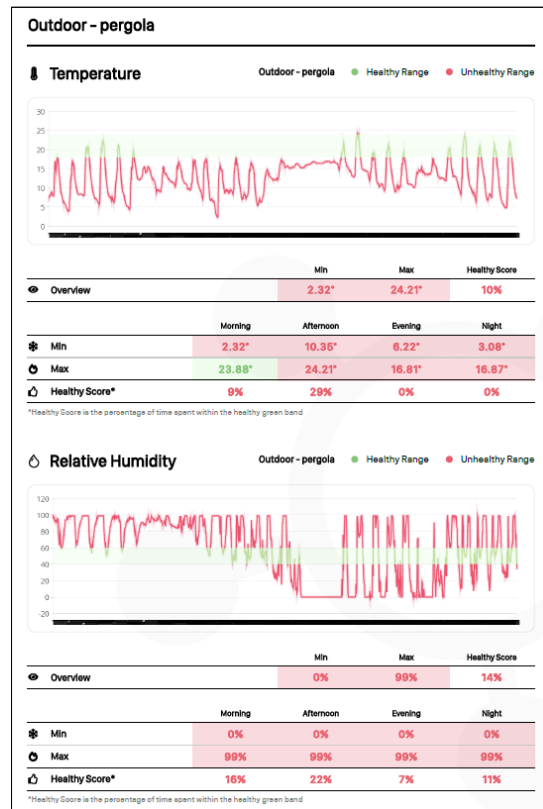 Outdoor - pergola
Temperature
Outdoor - pergola Healthy Range Unhealthy Range
30
25
20
15
10
5
0
Min Max Healthy Score
Overview 2.32° 24.21° 10%
Morning Afternoon Evening Night
Min 2.32° 10.35° 6.22° 3.08°
Max 23.88° 24.21° 16.81° 16.87°
Healthy Score* 9% 29% 0% 0%
*Healthy Score is the percentage of time spent within the healthy green band
Relative Humidity
Outdoor - pergola Healthy Range Unhealthy Range
120
100
80
60
40
20
0
-20
Min Max Healthy Score
Overview 0% 99% 14%
Morning Afternoon Evening Night
Min 0% 0% 0% 0%
Max 99% 99% 99% 99%
Healthy Score* 16% 22% 7% 11%
*Healthy Score is the percentage of time spent within the healthy green band